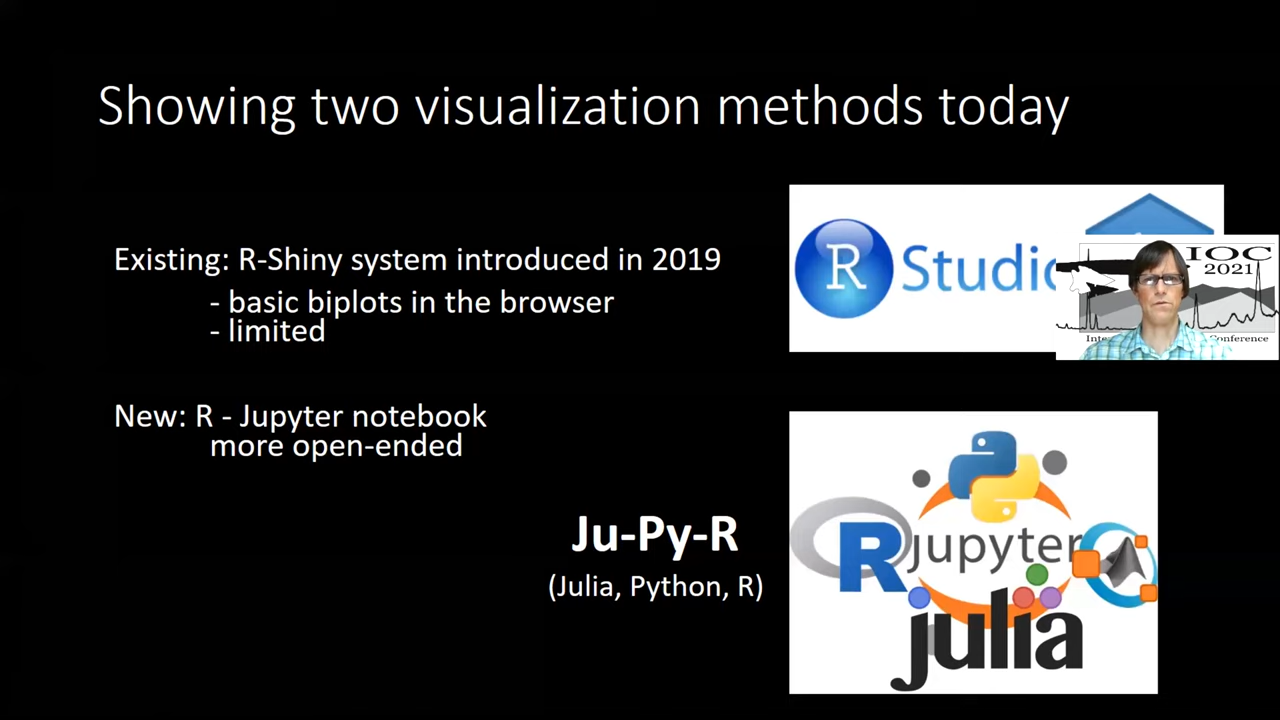 Showing two visualization methods today
Existing: R-Shiny system introduced in 2019
- basic biplots in the browser
- limited
R Studio
IOC
2021
Conference
New: R - Jupyter notebook
more open-ended
Ju-Py-R
(Julia, Python, R)
R jupyter
julia